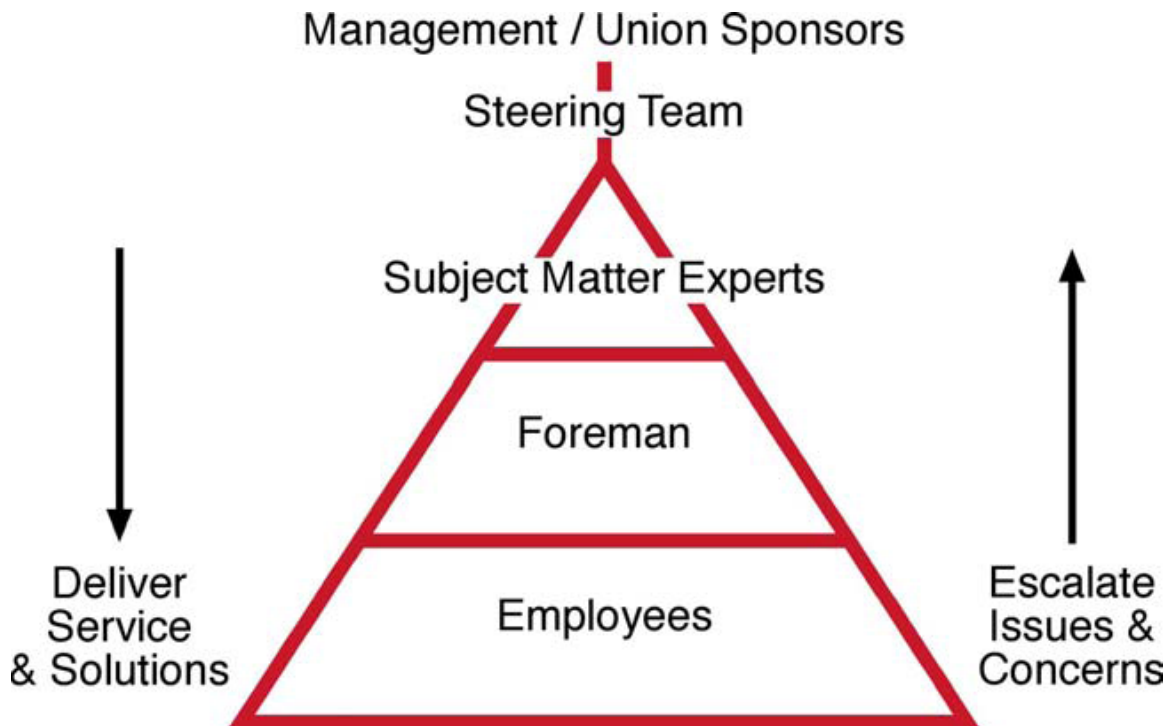 Management / Union Sponsors
Steering Team
Subject Matter Experts
Foreman
Employees
Deliver
Service
& Solutions
Escalate
Issues &
Concerns